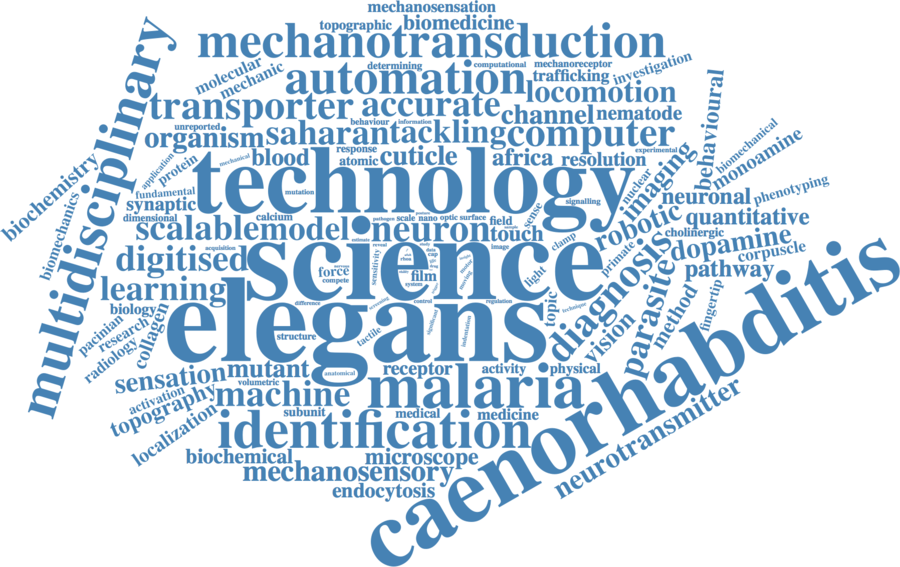 mechanosensation
topographic
biomedicine
mechanotransduction
multidisciplinary
molecular
mechanic
determining
computational
mechanoreceptor
automation
trafficking
investigation
locomotion
transporter
accurate
channel
nematode
behavioural
unreported
behaviour
information
organism
saharan
tackling
computer
biomechanical
monoamine
biochemistry
application
protein
mechanical
blood
response
atomic
cuticle
africa
resolution
experimental
imaging
nuclear
technology
fundamental
mutation
signalling
neuronal
phenotyping
synaptic
dimensional
calcium
pathogen
scale
nano
optic
surface
field
sense
robotic
quantitative
biomechanics
scalable
model
neuron
touch
cholinergic
dopamine
corpuscle
digitised
acquisition
estimate
reveal
image
clamp
primate
science
force
compete
sensitivity
film
system
light
diagnosis
pathway
learning
difference
screening
control
regulation
technique
topic
parasite
method
fingertip
biology
pacinian
research
radiology
collagen
elegans
structure
tactile
significant
indentation
vision
caenorhabditis
sensation
mutant
anatomical
receptor
activity
physical
activation
volumetric
topography
machine
malaria
subunit
medical
medicine
localization
identification
neurotransmitter
biochemical
microscope
mechanosensory
endocytosis